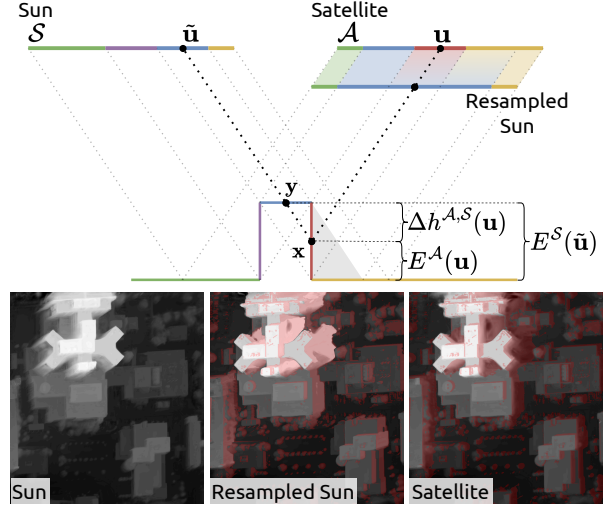 Sun
Satellite
𝒮 ũ 𝒜 u
Resampled
Sun
y
Δh^{𝒜,𝒮}(u)
x
E^𝒮(ũ)
E^𝒜(u)
Sun
Resampled Sun
Satellite